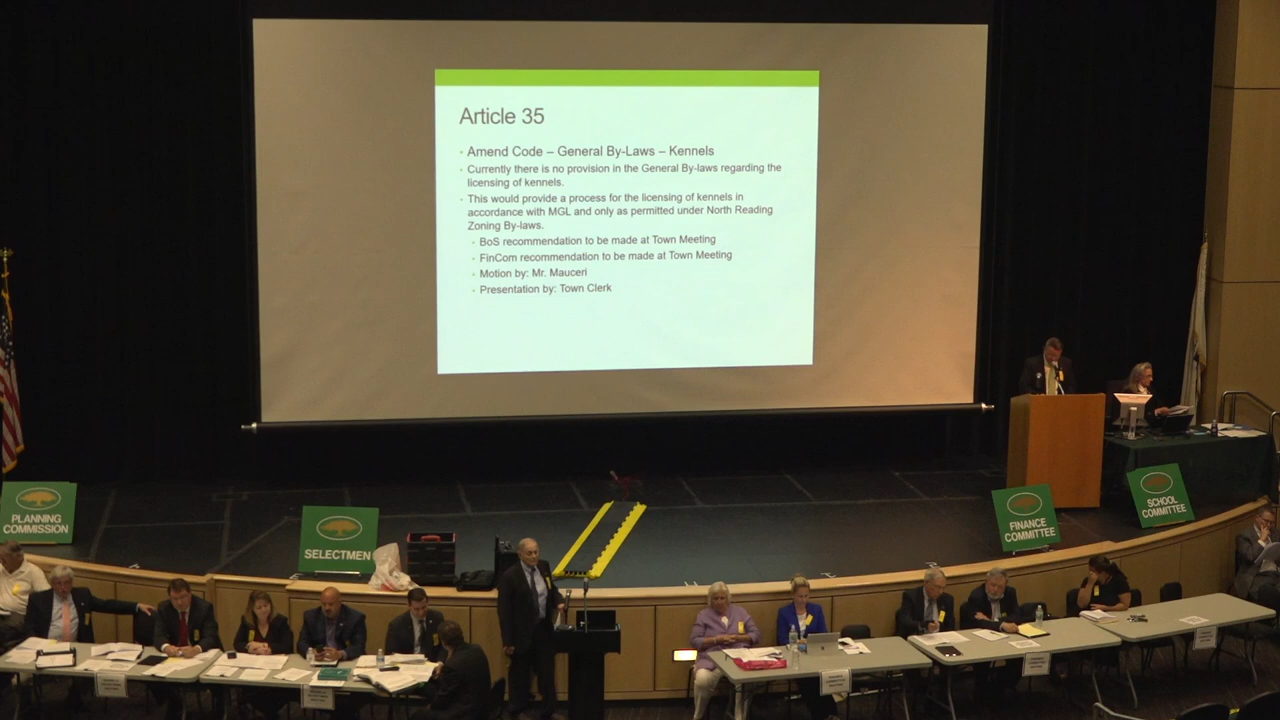 Article 35
Amend Code – General By-Laws – Kennels
Currently there is no provision in the General By-laws regarding the
licensing of kennels.
This would provide a process for the licensing of kennels in
accordance with MGL and only as permitted under North Reading
Zoning By-laws.
BoS recommendation to be made at Town Meeting
FinCom recommendation to be made at Town Meeting
Motion by: Mr. Mauceri
Presentation by: Town Clerk
PLANNING
COMMISSION
SELECTMEN
FINANCE
COMMITTEE
SCHOOL
COMMITTEE